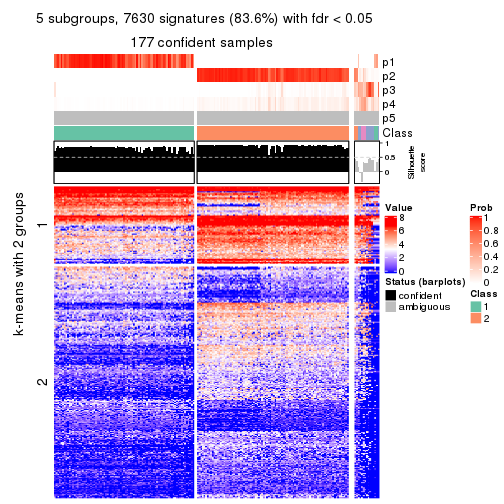 5 subgroups, 7630 signatures (83.6%) with fdr < 0.05
177 confident samples
p1
p2
p3
p4
p5
Class
1
0.5
0
Silhouette
score
k-means with 2 groups
1
2
Value
8
6
4
2
0
Prob
1
0.8
0.6
0.4
0.2
0
Status (barplots)
confident
ambiguous
Class
1
2